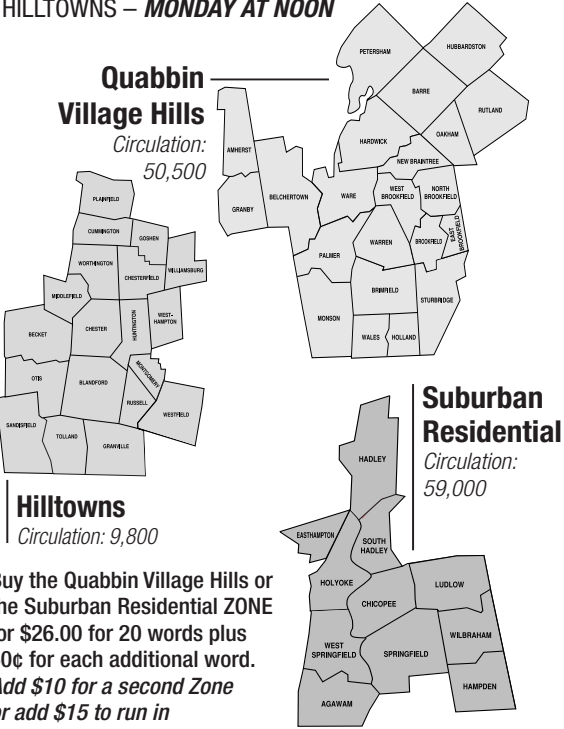 HILLTOWNS – MONDAY AT NOON
Quabbin
Village Hills
Circulation:
50,500
PETERSHAM
HUBBARDSTON
BARRE
RUTLAND
HARDWICK
OAKHAM
NEW BRAINTREE
AMHERST
BELCHERTOWN
GRANBY
WARE
WEST
BROOKFIELD
NORTH
BROOKFIELD
WARREN
BROOKFIELD
EAST
BROOKFIELD
PALMER
BRIMFIELD
STURBRIDGE
MONSON
WALES
HOLLAND
PLAINFIELD
CUMMINGTON
GOSHEN
WORTHINGTON
CHESTERFIELD
WILLIAMSBURG
MIDDLEFIELD
BECKET
CHESTER
HUNTINGTON
WEST-
HAMPTON
OTIS
BLANDFORD
MONTGOMERY
RUSSELL
WESTFIELD
SANDISFIELD
TOLLAND
GRANVILLE
Hilltowns
Circulation: 9,800
Suburban
Residential
Circulation:
59,000
HADLEY
EASTHAMPTON
SOUTH
HADLEY
HOLYOKE
CHICOPEE
LUDLOW
WEST
SPRINGFIELD
SPRINGFIELD
WILBRAHAM
AGAWAM
HAMPDEN
uy the Quabbin Village Hills or
he Suburban Residential ZONE
or $26.00 for 20 words plus
0¢ for each additional word.
dd $10 for a second Zone
r add $15 to run in